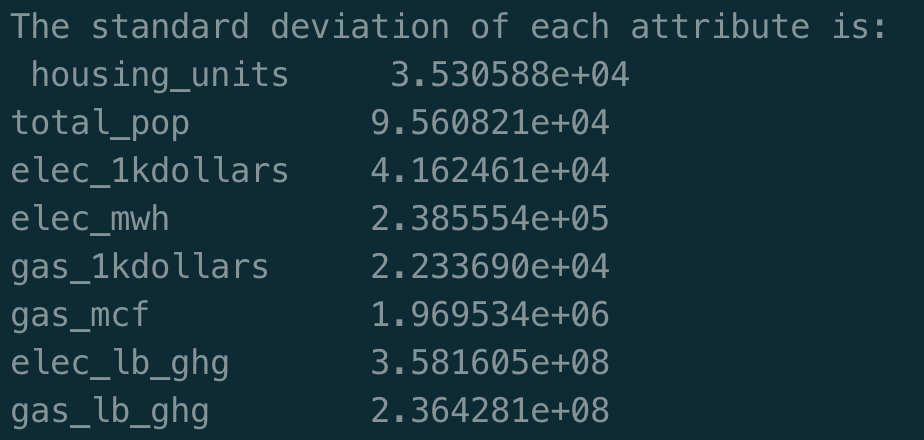 The standard deviation of each attribute is:
 housing_units     3.530588e+04
total_pop         9.560821e+04
elec_1kdollars    4.162461e+04
elec_mwh          2.385554e+05
gas_1kdollars     2.233690e+04
gas_mcf           1.969534e+06
elec_lb_ghg       3.581605e+08
gas_lb_ghg        2.364281e+08